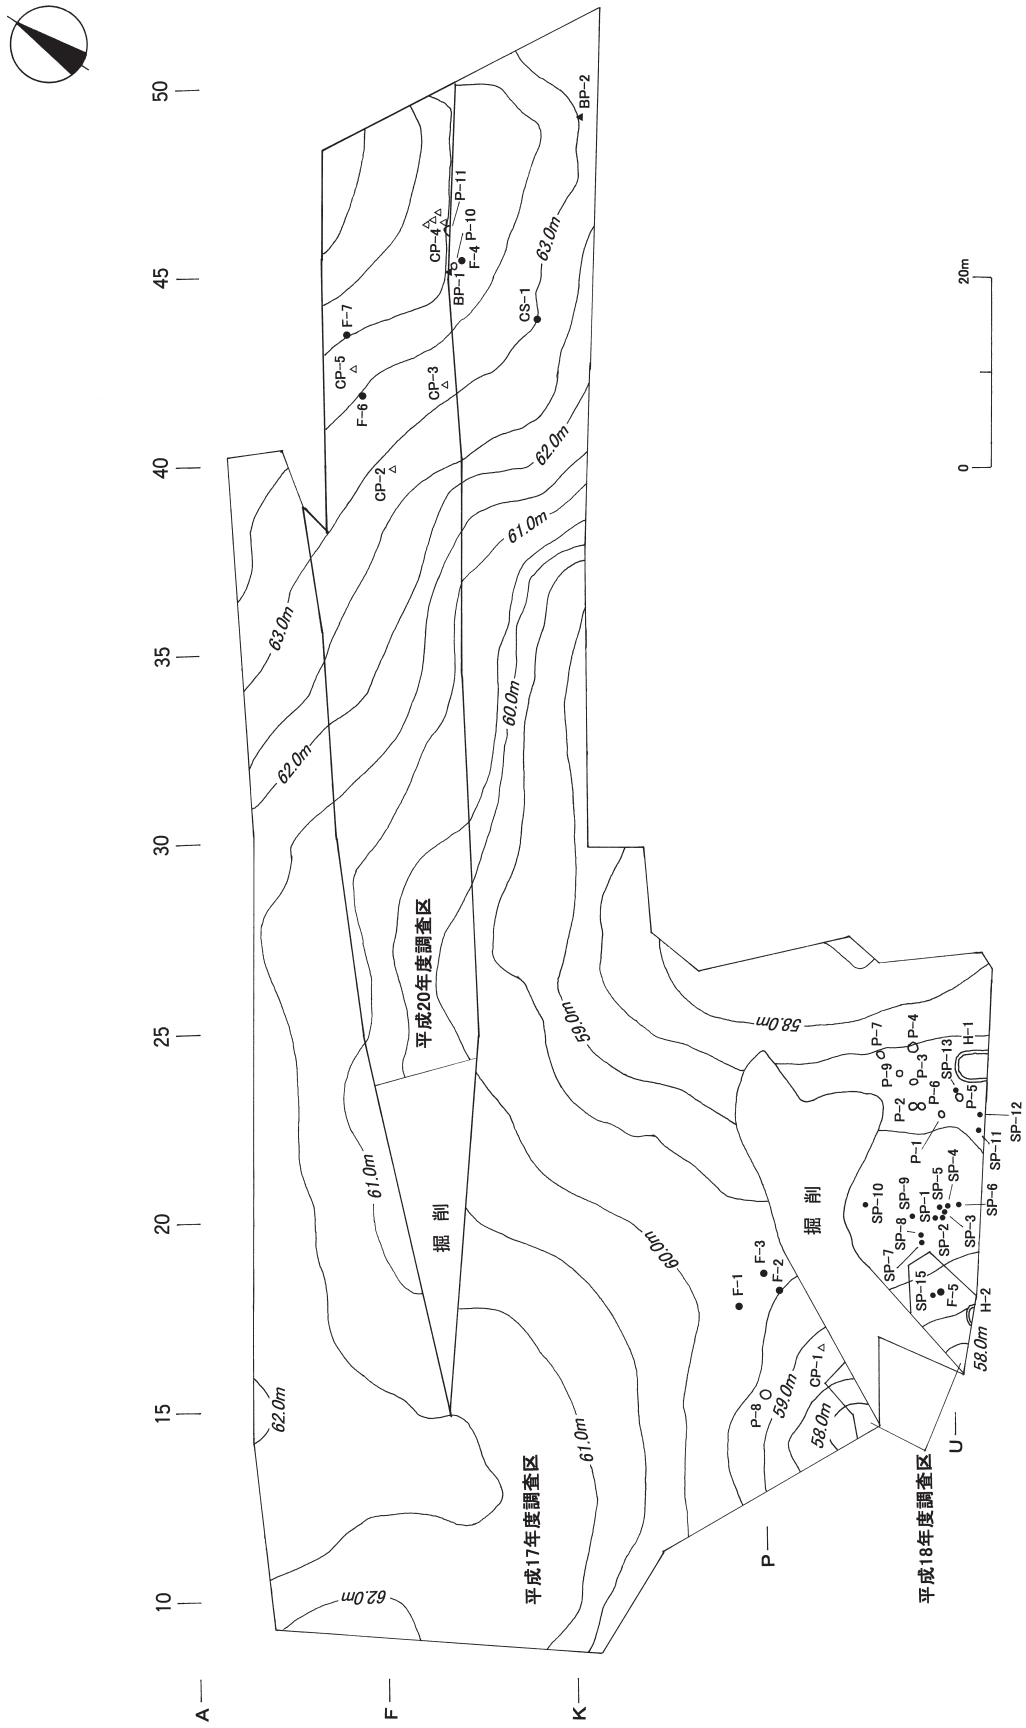 50
45
40
35
30
25
20
15
10
A
F
K
P
U
BP-2
P-11
P-10
CP-4
F-4
BP-1
63.0m
CS-1
F-7
CP-5
F-6
CP-3
CP-2
62.0m
61.0m
63.0m
60.0m
62.0m
20m
0
平成20年度調査区
59.0m
58.0m
61.0m
掘削
掘削
60.0m
P-7
P-4
P-9
P-3
SP-13
H-1
P-2
P-6
P-5
P-1
SP-12
SP-11
SP-10
SP-9
SP-1
SP-5
SP-4
SP-6
SP-8
SP-2
SP-3
SP-7
SP-15
F-5
H-2
58.0m
F-1
F-3
F-2
CP-1
P-8
59.0m
58.0m
62.0m
61.0m
62.0m
平成17年度調査区
平成18年度調査区